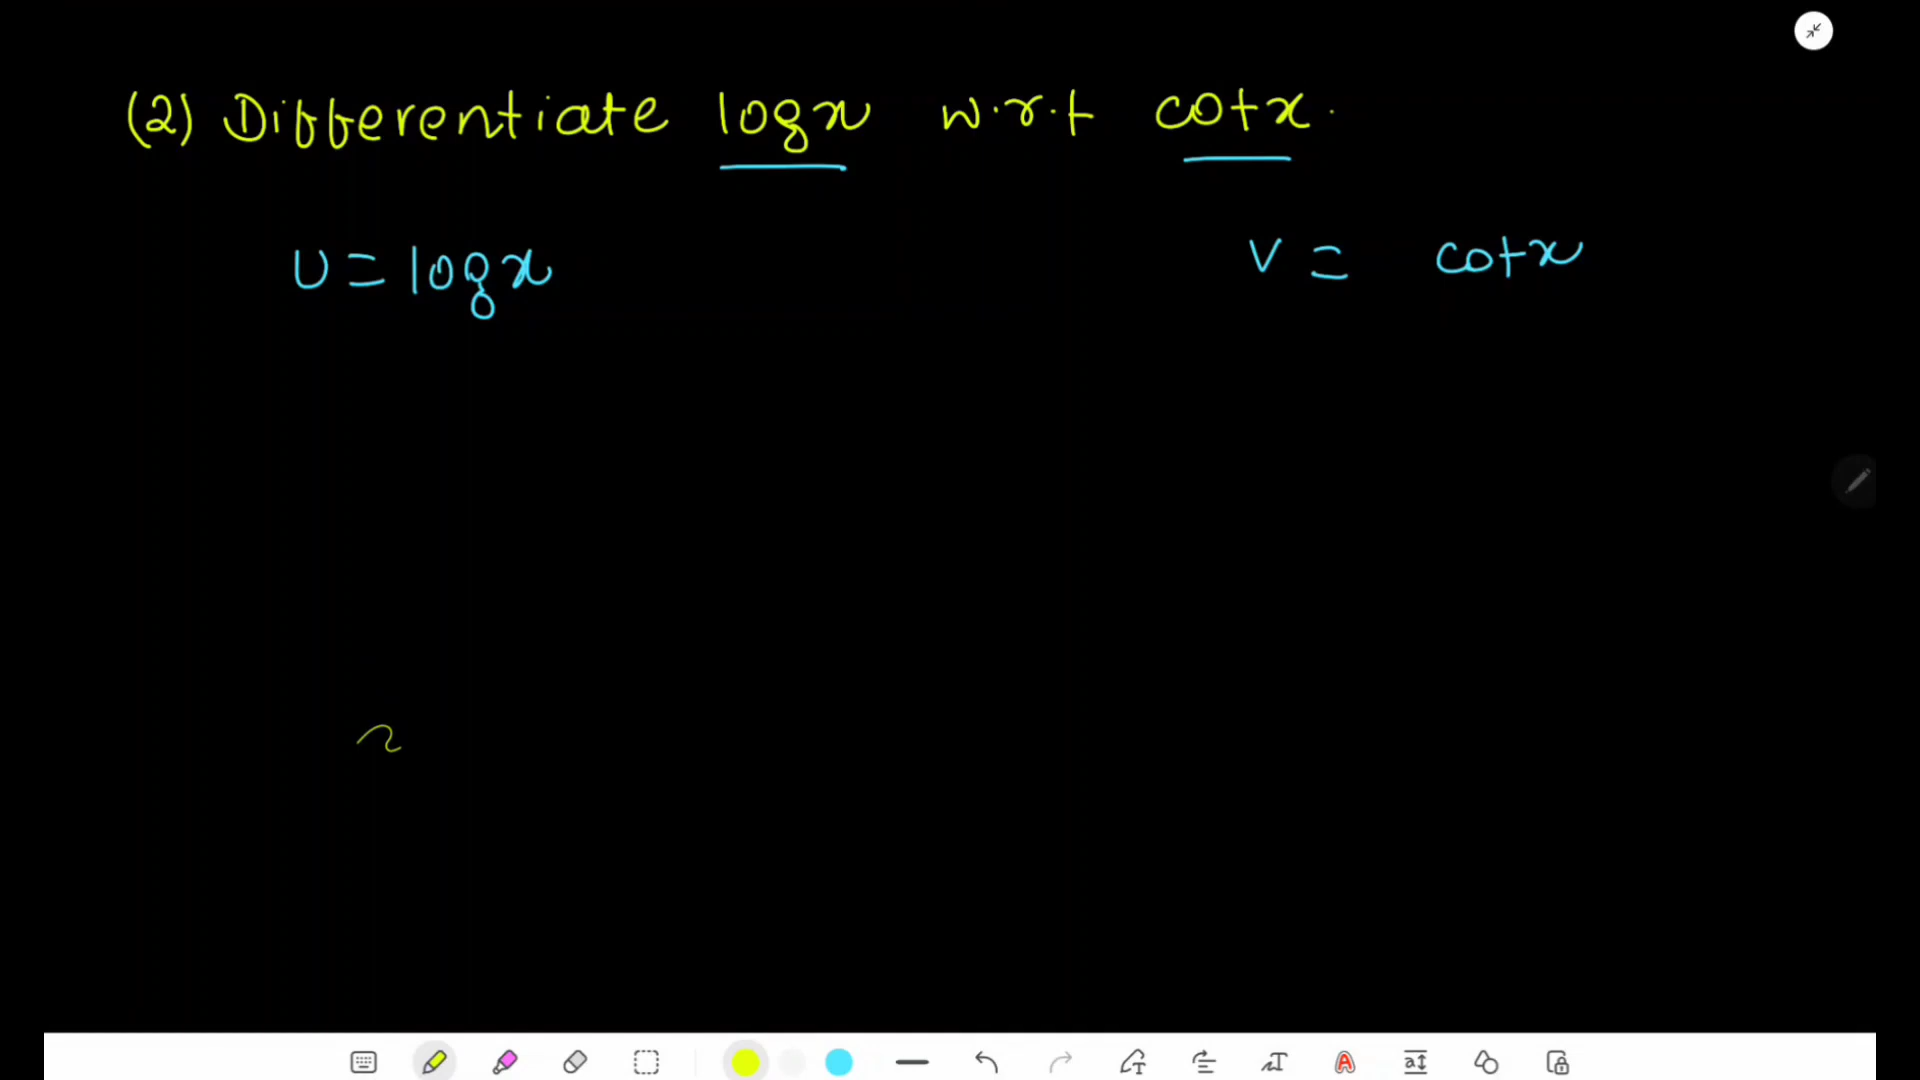 (2) Differentiate logx w.r.t cotx.
U = logx
V = cotx